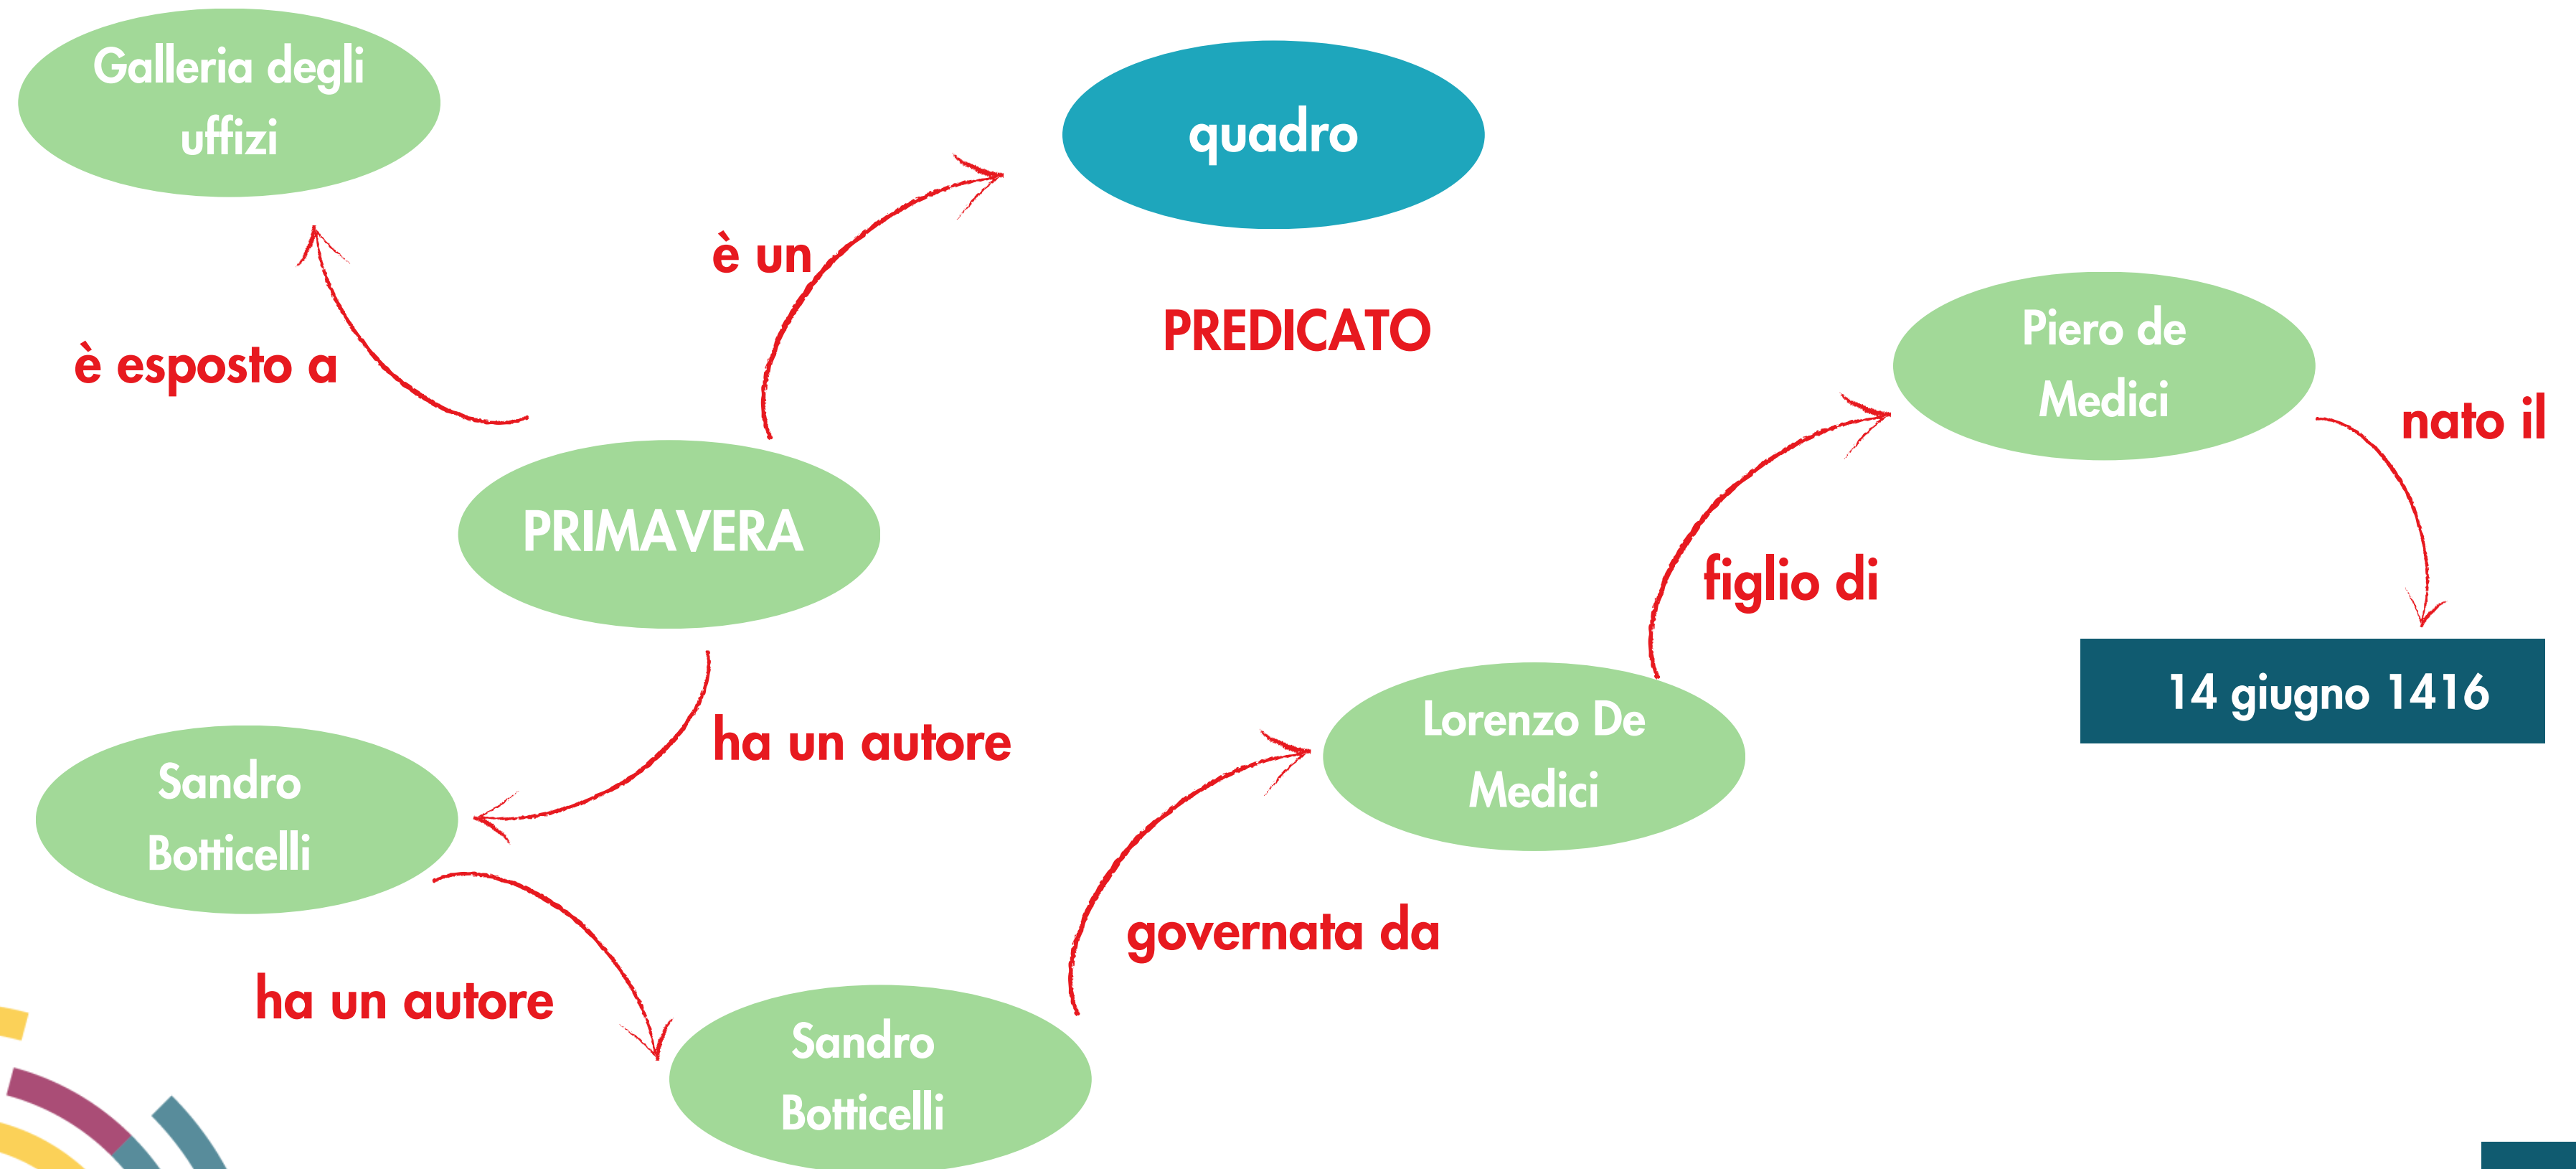 Galleria degli
uffizi
quadro
è un
PREDICATO
è esposto a
Piero de
Medici
nato il
PRIMAVERA
figlio di
14 giugno 1416
Lorenzo De
Medici
ha un autore
Sandro
Botticelli
governata da
ha un autore
Sandro
Botticelli